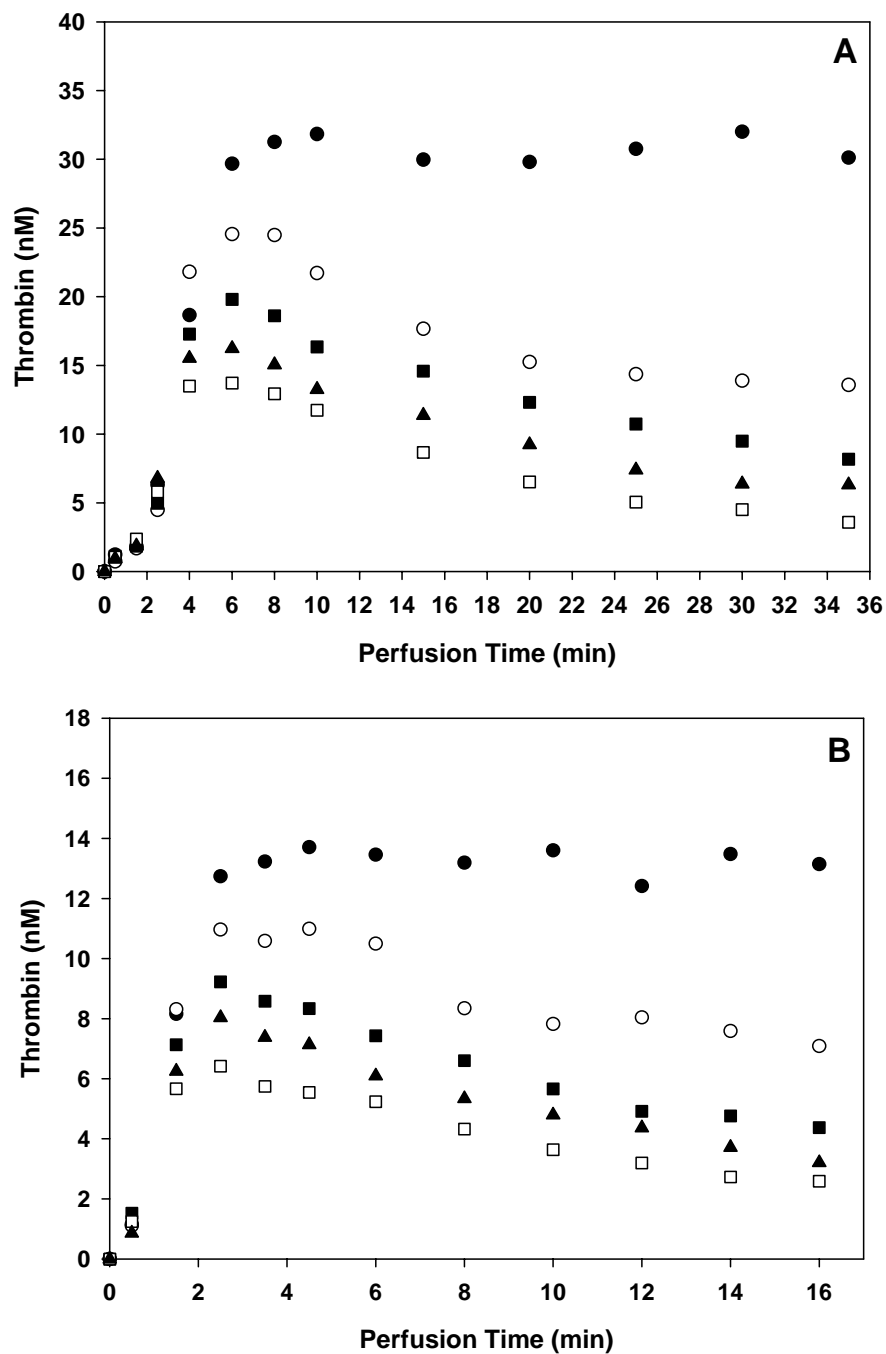 A
Thrombin (nM)
40
35
30
25
20
15
10
5
0
0 2 4 6 8 10 12 14 16 18 20 22 24 26 28 30 32 34 36
Perfusion Time (min)
B
Thrombin (nM)
18
16
14
12
10
8
6
4
2
0
0 2 4 6 8 10 12 14 16
Perfusion Time (min)